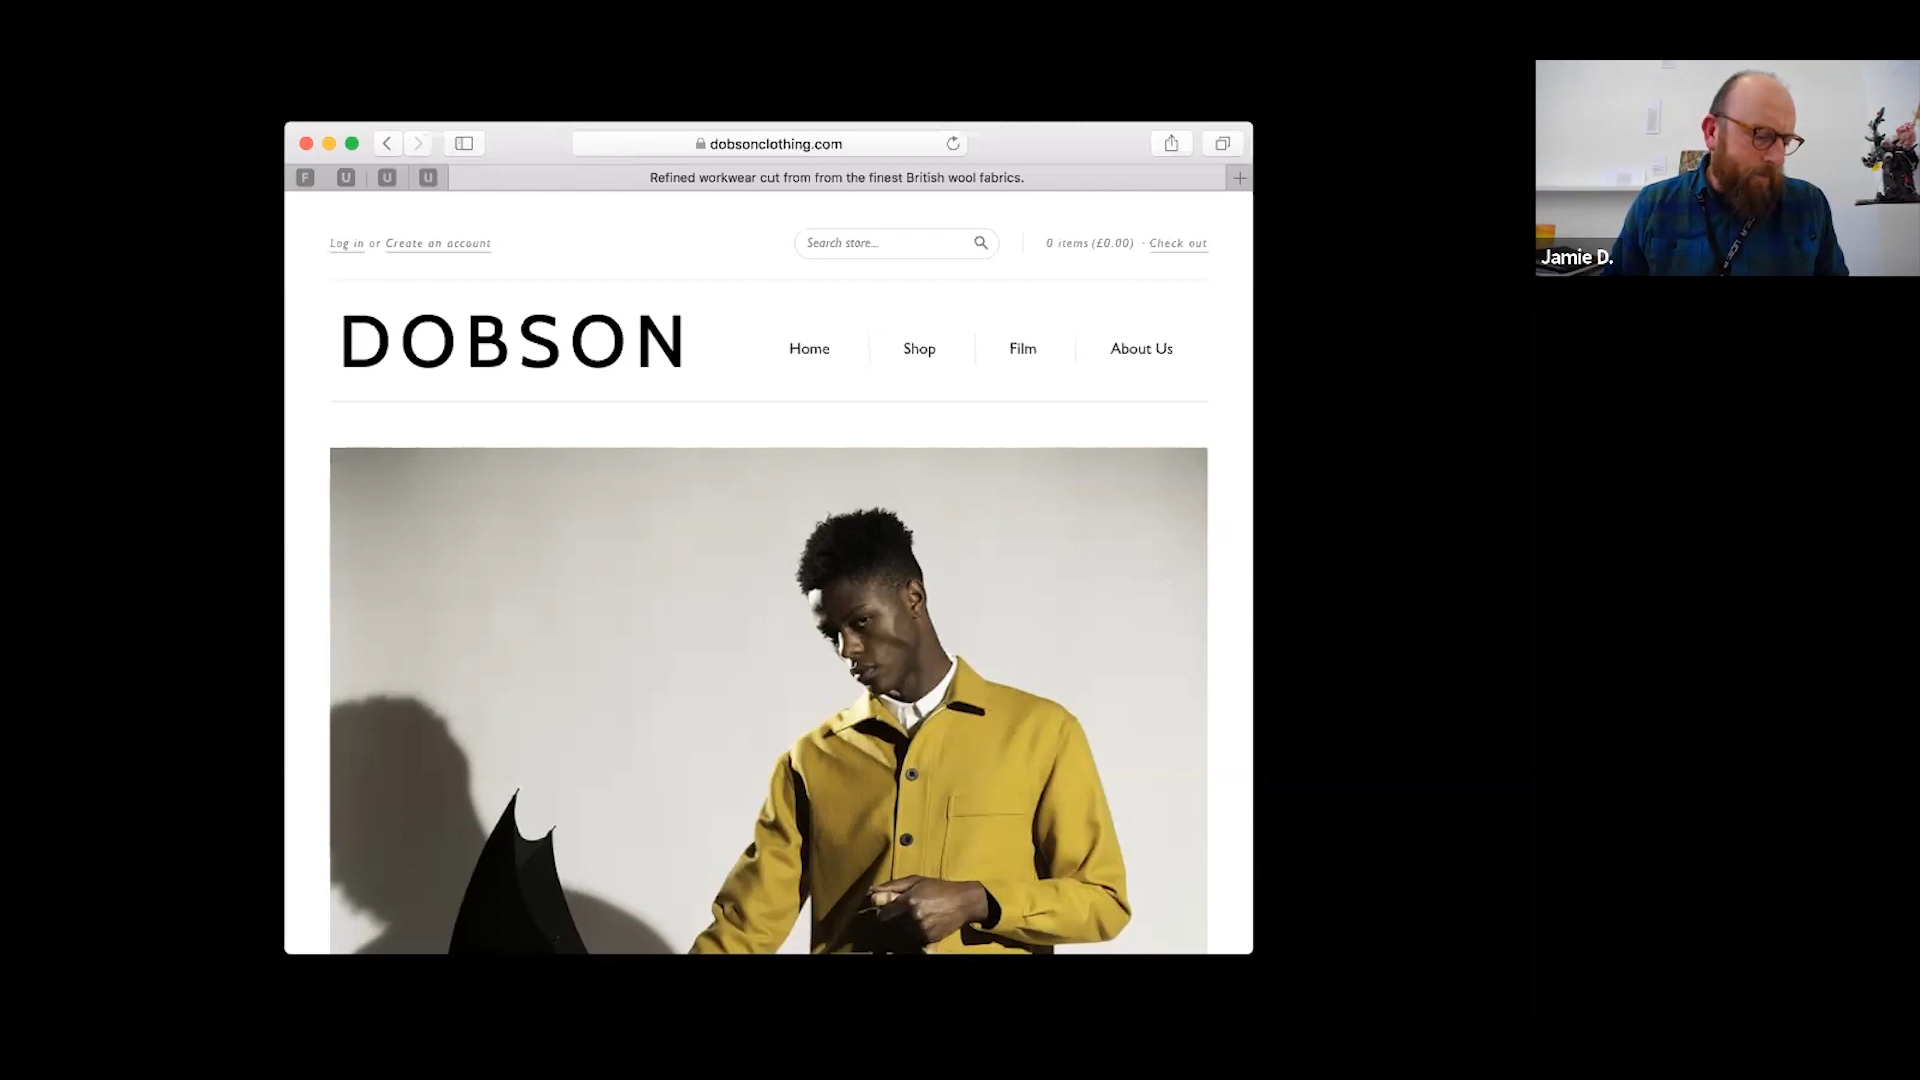 dobsonclothing.com
F U U U Refined workwear cut from from the finest British wool fabrics.
Log in or Create an account
Search store...
0 items (£0.00) · Check out
DOBSON
Home Shop Film About Us
Jamie D.